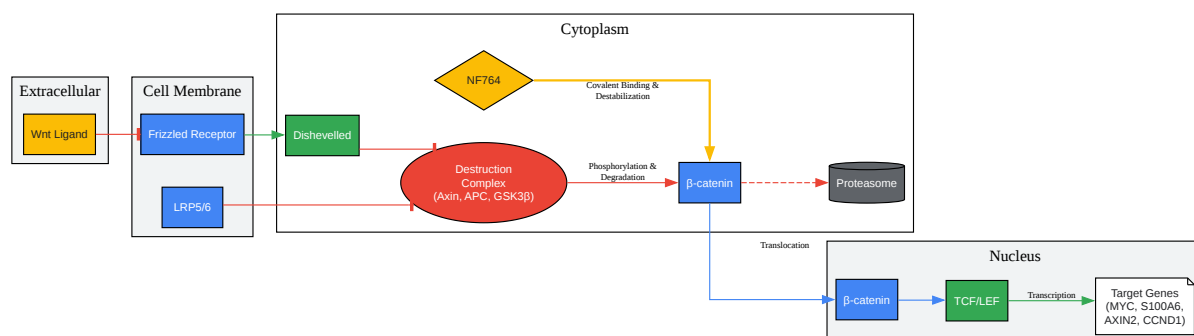 Cytoplasm
Extracellular
Wnt Ligand
Cell Membrane
Frizzled Receptor
LRP5/6
Dishevelled
NF764
Covalent Binding &
Destabilization
Destruction
Complex
(Axin, APC, GSK3β)
Phosphorylation &
Degradation
β-catenin
Proteasome
Translocation
Nucleus
β-catenin
TCF/LEF
Transcription
Target Genes
(MYC, S100A6,
AXIN2, CCND1)